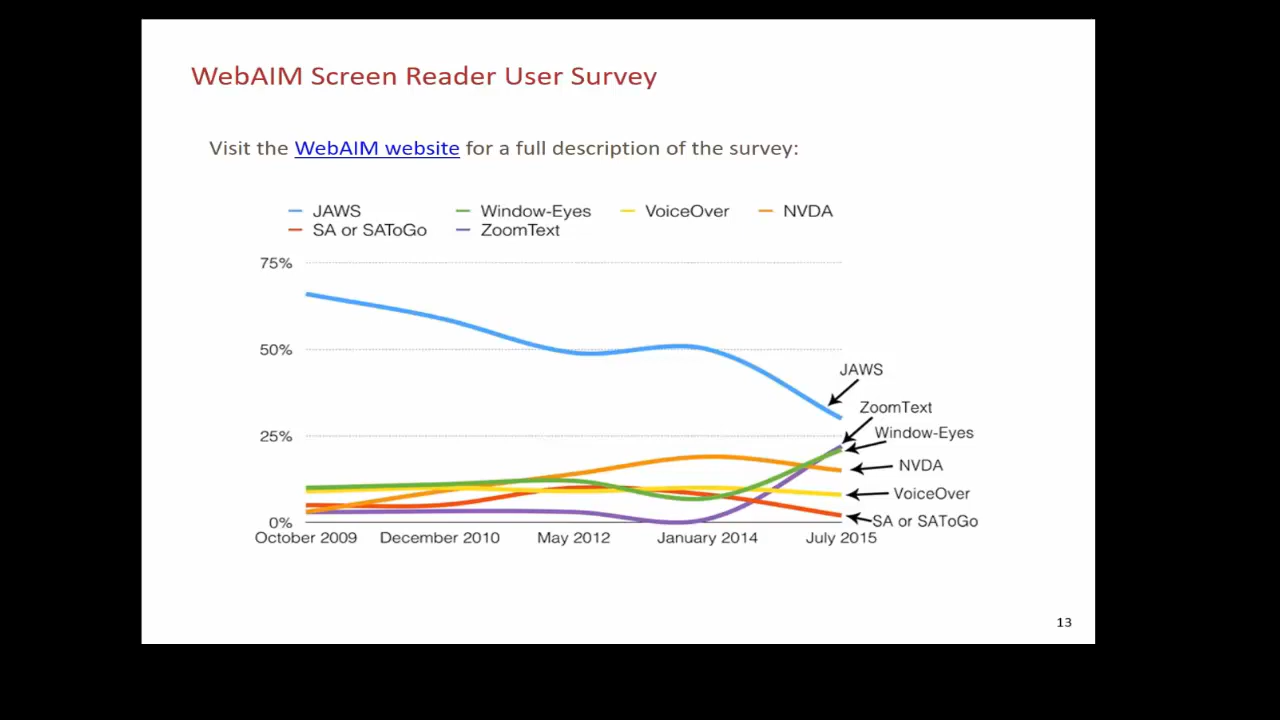 WebAIM Screen Reader User Survey
Visit the WebAIM website for a full description of the survey:
JAWS Window-Eyes VoiceOver NVDA
SA or SAToGo ZoomText
75%
50%
25%
0%
JAWS
ZoomText
Window-Eyes
NVDA
VoiceOver
SA or SAToGo
October 2009 December 2010 May 2012 January 2014 July 2015
13